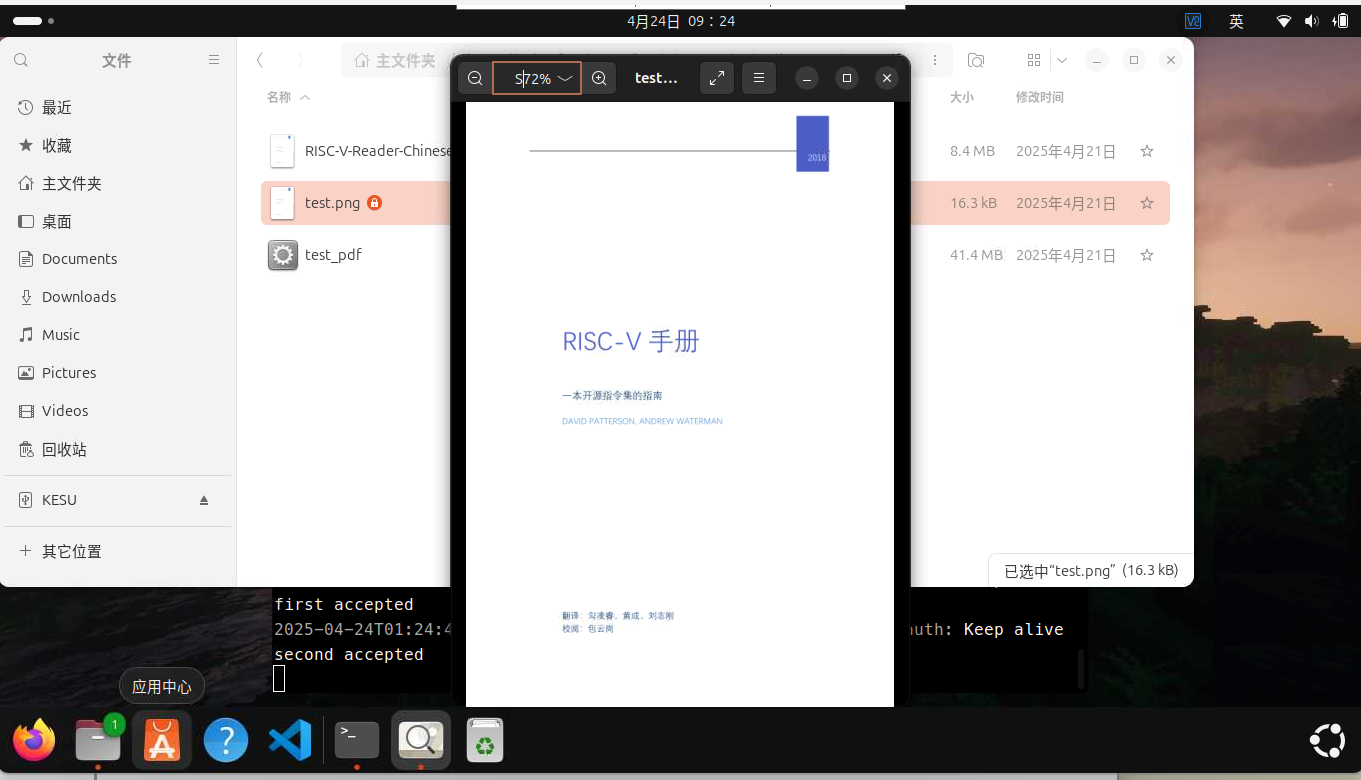 4月24日 09：24
英
文件
主文件夹
S72%
test...
最近
收藏
主文件夹
桌面
Documents
Downloads
Music
Pictures
Videos
回收站
KESU
其它位置
名称
大小
修改时间
RISC-V-Reader-Chinese
8.4 MB
2025年4月21日
test.png
16.3 kB
2025年4月21日
test_pdf
41.4 MB
2025年4月21日
2018
RISC-V 手册
一本开源指令集的指南
DAVID PATTERSON, ANDREW WATERMAN
翻译：勾凌睿、黄成、刘志刚
校阅：包云岗
已选中“test.png” (16.3 kB)
first accepted
2025-04-24T01:24:4
auth: Keep alive
second accepted
应用中心
1